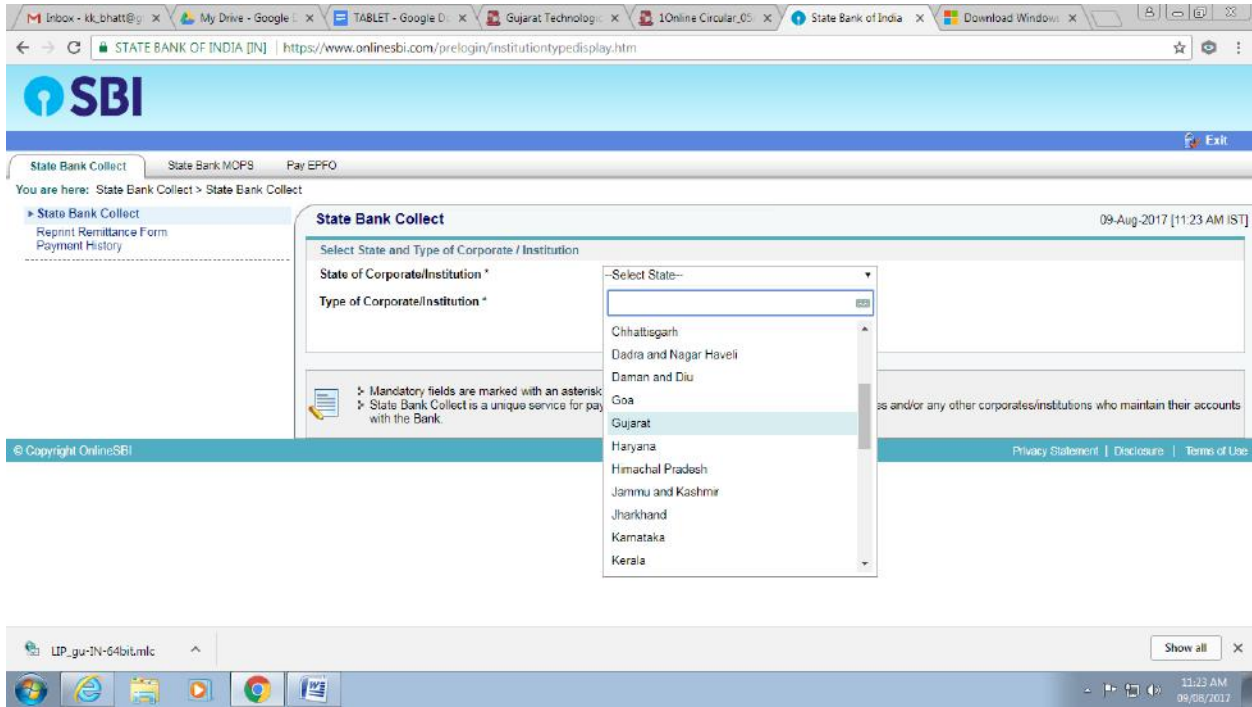 Inbox - kk_bhatt@g
My Drive - Google
TABLET - Google D
Gujarat Technolog
10nline Circular_05
State Bank of India
Download Window
STATE BANK OF INDIA [IN] | https://www.onlinesbi.com/prelogin/institutiontypedisplay.htm
SBI
Exit
State Bank Collect State Bank MOPS Pay EPFO
You are here: State Bank Collect > State Bank Collect
State Bank Collect
Reprint Remittance Form
Payment History
State Bank Collect 09-Aug-2017 [11:23 AM IST]
Select State and Type of Corporate / Institution
State of Corporate/Institution * --Select State--
Type of Corporate/Institution *
Chhattisgarh
Dadra and Nagar Haveli
Daman and Diu
Goa
Gujarat
Haryana
Himachal Pradesh
Jammu and Kashmir
Jharkhand
Karnataka
Kerala
Mandatory fields are marked with an asterisk
State Bank Collect is a unique service for pay es and/or any other corporates/institutions who maintain their accounts
with the Bank.
© Copyright OnlineSBI Privacy Statement | Disclosure | Terms of Use
LIP_gu-IN-64bit.mlc Show all
11:23 AM
09/08/2017